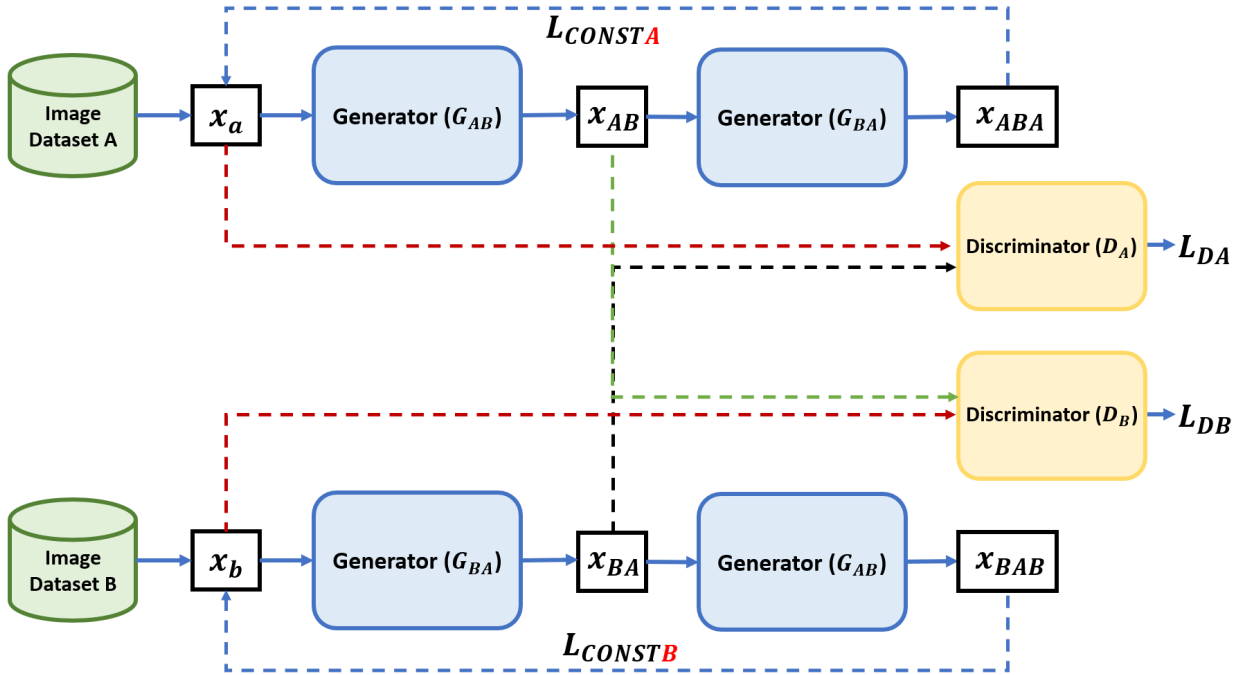 L_CONSTA
Image
Dataset A
x_a
Generator (G_AB)
x_AB
Generator (G_BA)
x_ABA
Discriminator (D_A)
L_DA
Discriminator (D_B)
L_DB
Image
Dataset B
x_b
Generator (G_BA)
x_BA
Generator (G_AB)
x_BAB
L_CONSTB